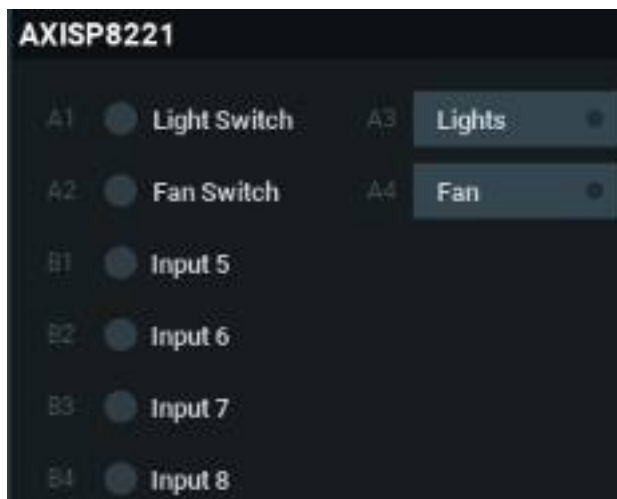 AXISP8221
A1 Light Switch A3 Lights
A2 Fan Switch A4 Fan
B1 Input 5
B2 Input 6
B3 Input 7
B4 Input 8